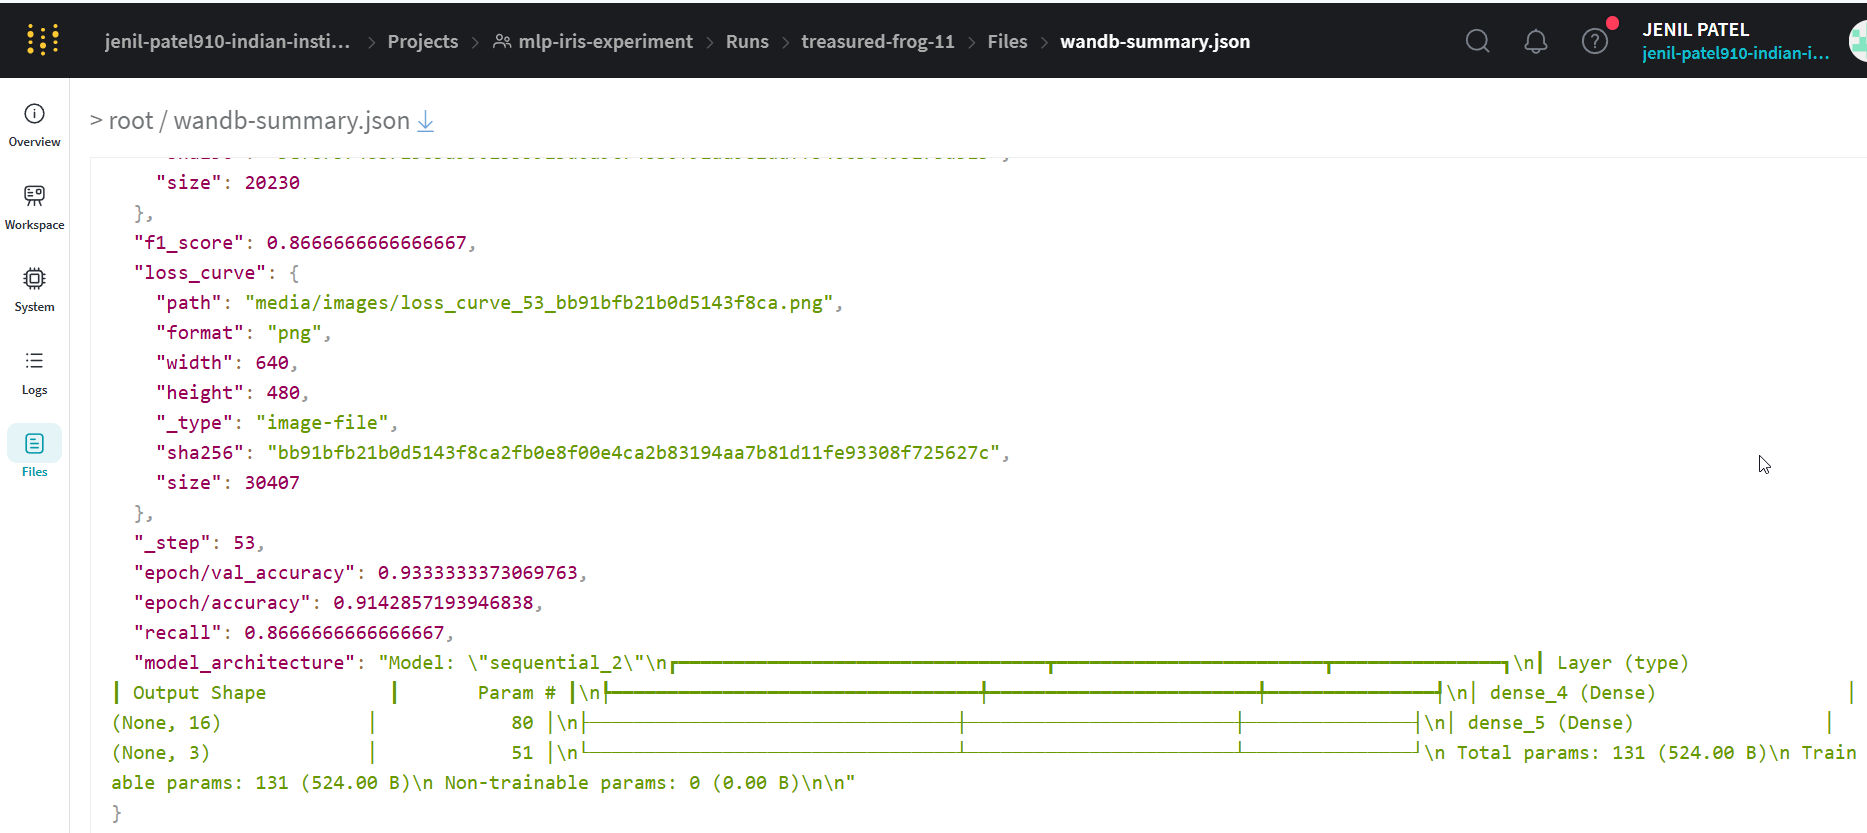 jenil-patel910-indian-insti... > Projects > mlp-iris-experiment > Runs > treasured-frog-11 > Files > wandb-summary.json
JENIL PATEL
jenil-patel910-indian-i...
Overview
Workspace
System
Logs
Files
> root / wandb-summary.json
"size": 20230
},
"f1_score": 0.8666666666666667,
"loss_curve": {
"path": "media/images/loss_curve_53_bb91bfb21b0d5143f8ca.png",
"format": "png",
"width": 640,
"height": 480,
"_type": "image-file",
"sha256": "bb91bfb21b0d5143f8ca2fb0e8f00e4ca2b83194aa7b81d11fe93308f725627c",
"size": 30407
},
"_step": 53,
"epoch/val_accuracy": 0.9333333373069763,
"epoch/accuracy": 0.9142857193946838,
"recall": 0.8666666666666667,
"model_architecture": "Model: \"sequential_2\"\n┏━━━━━━━━━━━━━━━━━━━━━━━━━━━━━━━━━┳━━━━━━━━━━━━━━━━━━━━━━━━┳━━━━━━━━━━━━━━━┓\n┃ Layer (type)
┃ Output Shape ┃ Param # ┃\n┡━━━━━━━━━━━━━━━━━━━━━━━━━━━━━━━━━╇━━━━━━━━━━━━━━━━━━━━━━━━╇━━━━━━━━━━━━━━━┩\n│ dense_4 (Dense) │
(None, 16) │ 80 │\n├─────────────────────────────────┼────────────────────────┼───────────────┤\n│ dense_5 (Dense) │
(None, 3) │ 51 │\n└─────────────────────────────────┴────────────────────────┴───────────────┘\n Total params: 131 (524.00 B)\n Train
able params: 131 (524.00 B)\n Non-trainable params: 0 (0.00 B)\n\n"
}